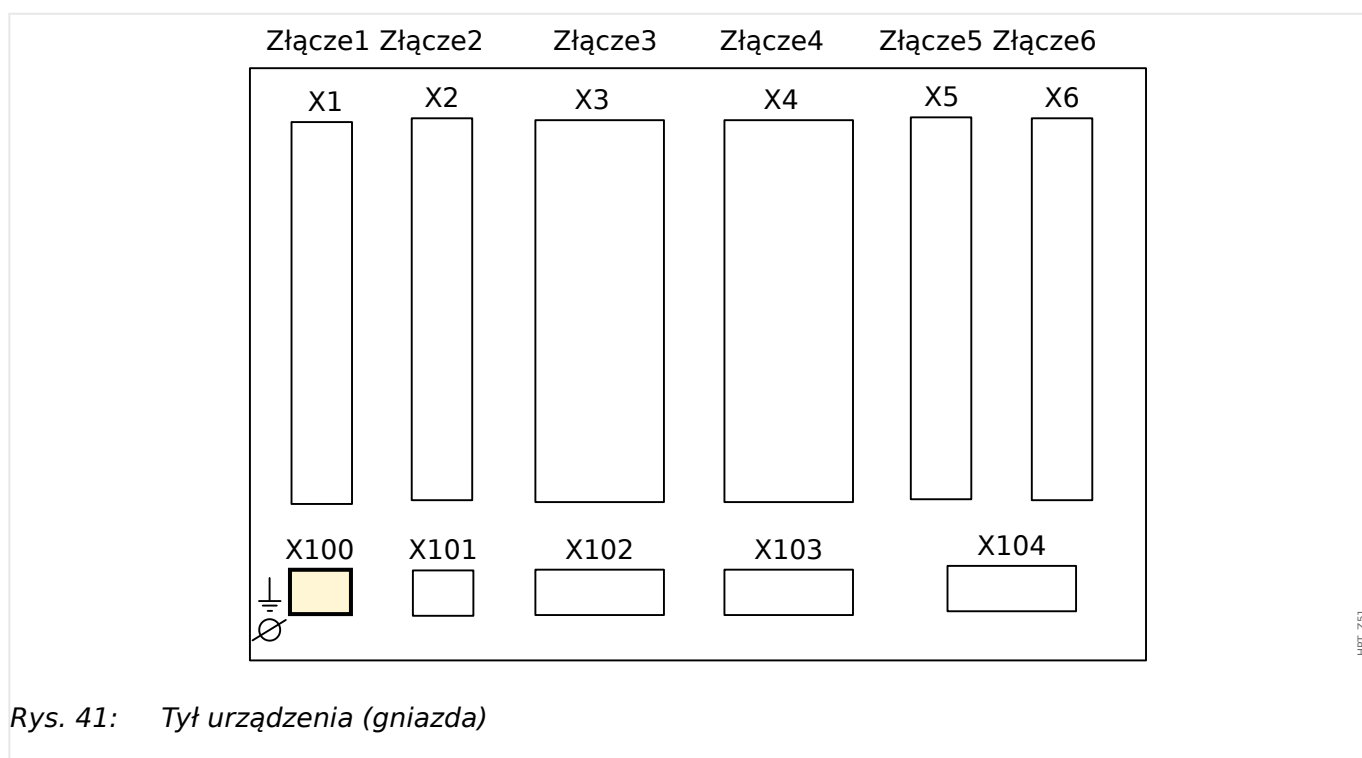 Złącze1 Złącze2 Złącze3 Złącze4 Złącze5 Złącze6
X1 X2 X3 X4 X5 X6
X100 X101 X102 X103 X104
Rys. 41: Tył urządzenia (gniazda)